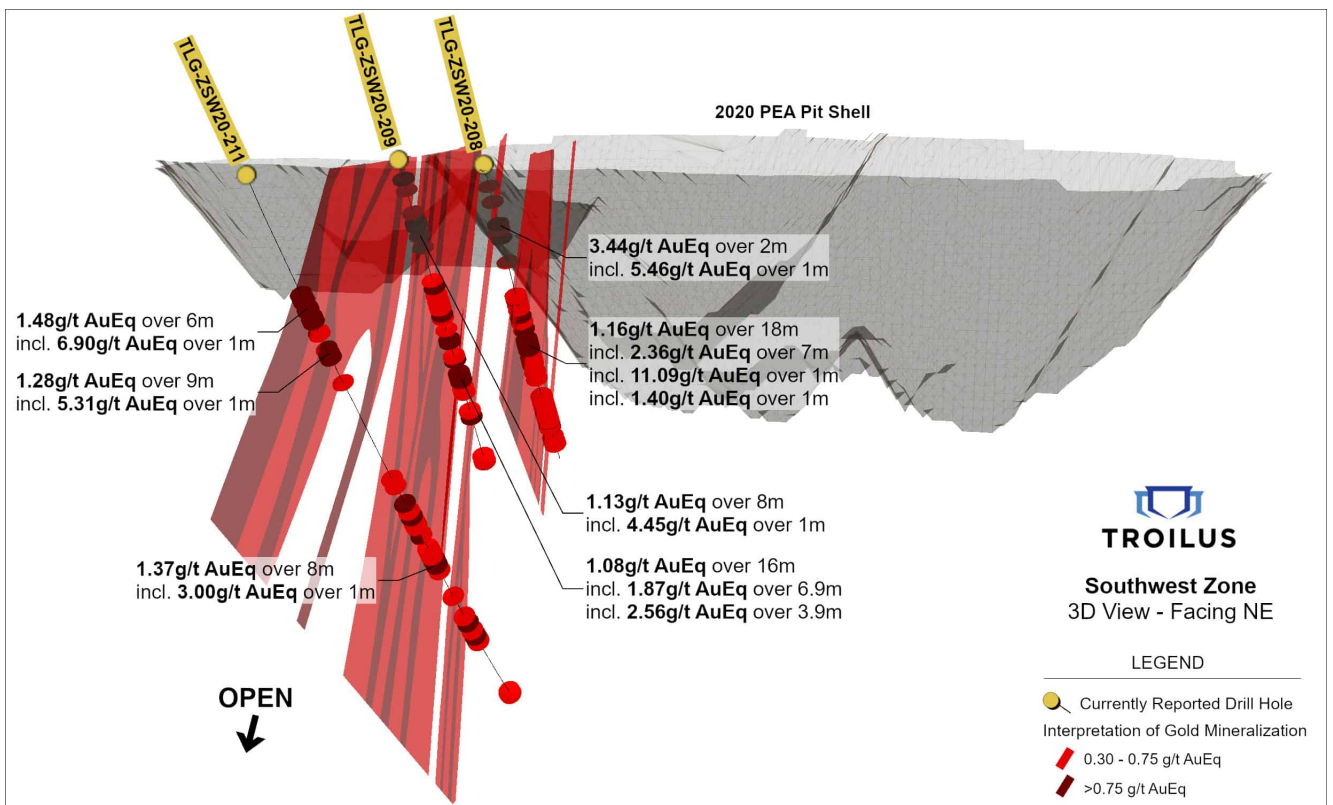 TLG-ZSW20-211
TLG-ZSW20-209
TLG-ZSW20-208
2020 PEA Pit Shell
3.44g/t AuEq over 2m
incl. 5.46g/t AuEq over 1m
1.48g/t AuEq over 6m
incl. 6.90g/t AuEq over 1m
1.16g/t AuEq over 18m
incl. 2.36g/t AuEq over 7m
incl. 11.09g/t AuEq over 1m
incl. 1.40g/t AuEq over 1m
1.28g/t AuEq over 9m
incl. 5.31g/t AuEq over 1m
1.13g/t AuEq over 8m
incl. 4.45g/t AuEq over 1m
1.08g/t AuEq over 16m
incl. 1.87g/t AuEq over 6.9m
incl. 2.56g/t AuEq over 3.9m
1.37g/t AuEq over 8m
incl. 3.00g/t AuEq over 1m
OPEN
TROILUS
Southwest Zone
3D View - Facing NE
LEGEND
Currently Reported Drill Hole
Interpretation of Gold Mineralization
0.30 - 0.75 g/t AuEq
>0.75 g/t AuEq